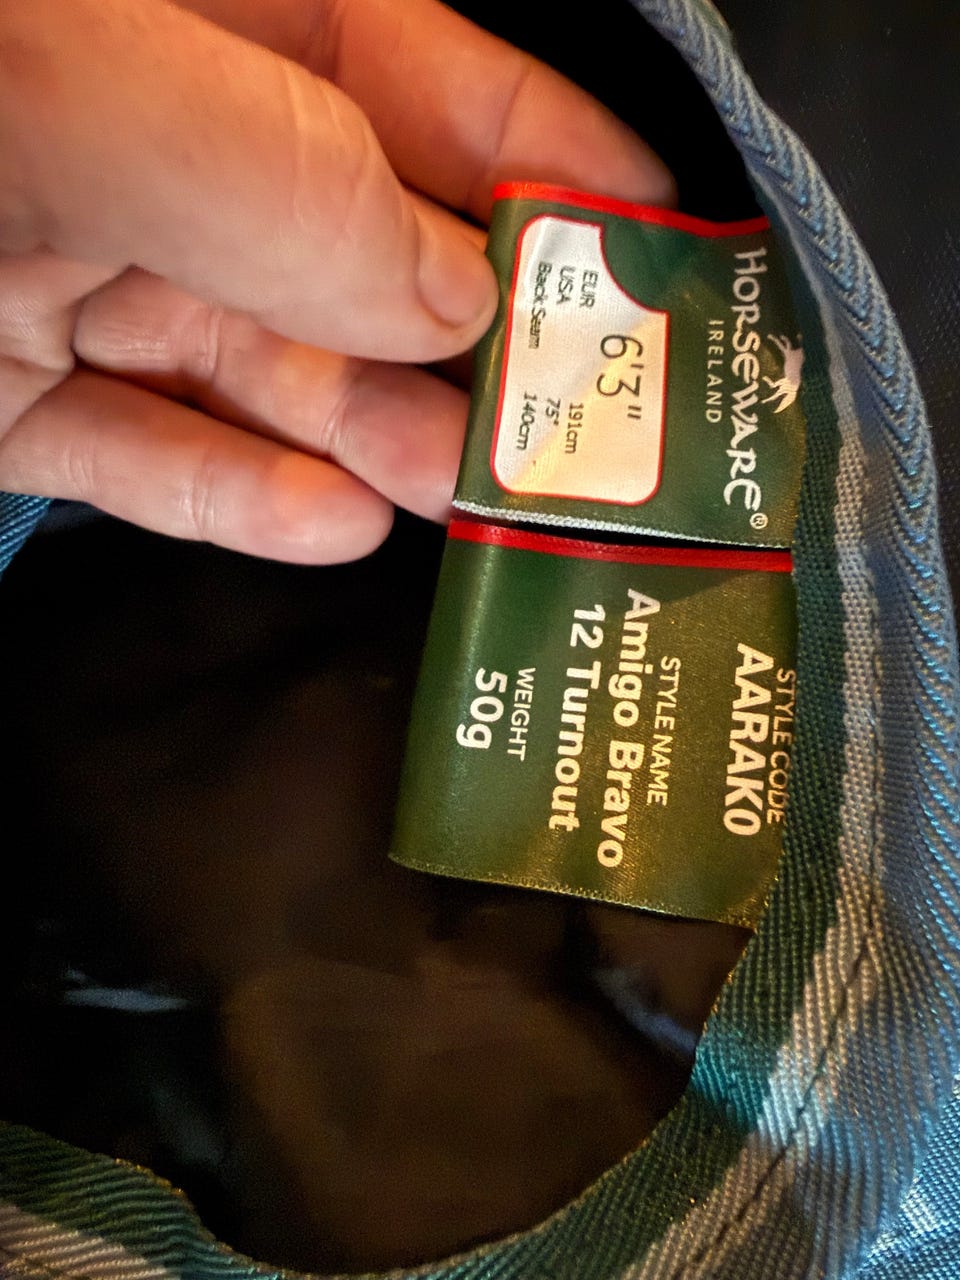 HORSEWARE®
IRELAND
6'3"
EUR 191cm
USA 75"
Back Seam 140cm
STYLE CODE
AARAK0
STYLE NAME
Amigo Bravo
12 Turnout
WEIGHT
50g